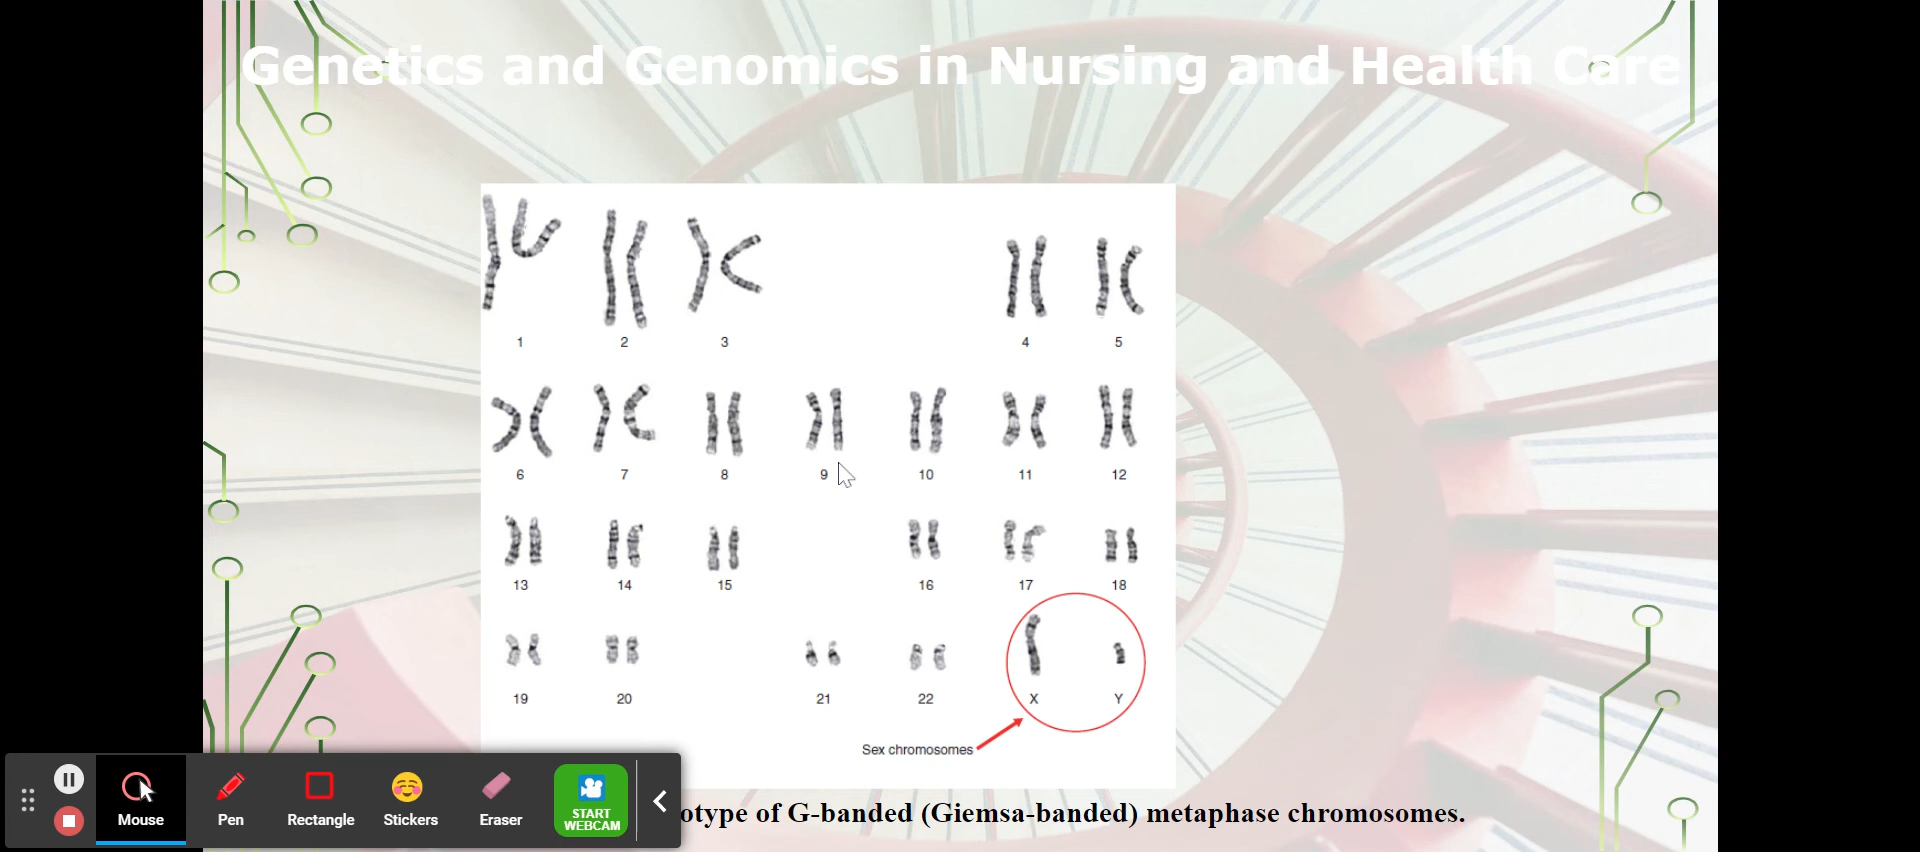 Genetics and Genomics in Nursing and Health Care
1 2 3 4 5
6 7 8 9 10 11 12
13 14 15 16 17 18
19 20 21 22 X Y
Sex chromosomes
of G-banded (Giemsa-banded) metaphase chromosomes.
Mouse Pen Rectangle Stickers Eraser START
WEBCAM